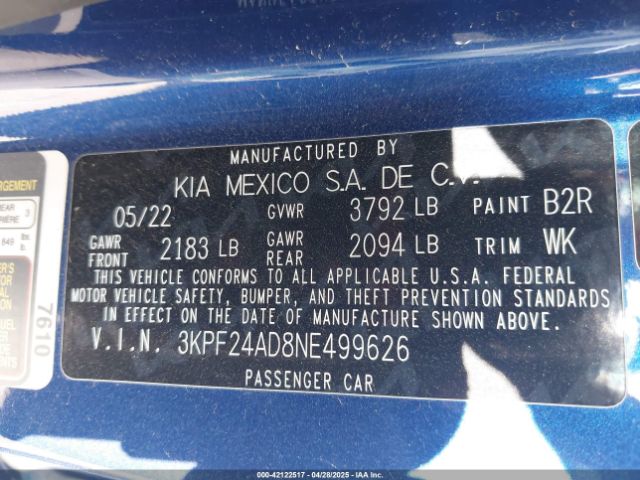 MANUFACTURED BY
KIA MEXICO S.A. DE C.V.
05/22 GVWR 3792 LB PAINT B2R
GAWR FRONT 2183 LB GAWR REAR 2094 LB TRIM WK
THIS VEHICLE CONFORMS TO ALL APPLICABLE U.S.A. FEDERAL
MOTOR VEHICLE SAFETY, BUMPER, AND THEFT PREVENTION STANDARDS
IN EFFECT ON THE DATE OF MANUFACTURE SHOWN ABOVE.
V.I.N. 3KPF24AD8NE499626
PASSENGER CAR
7610
000-42122517 - 04/28/2025 - IAAI.COM